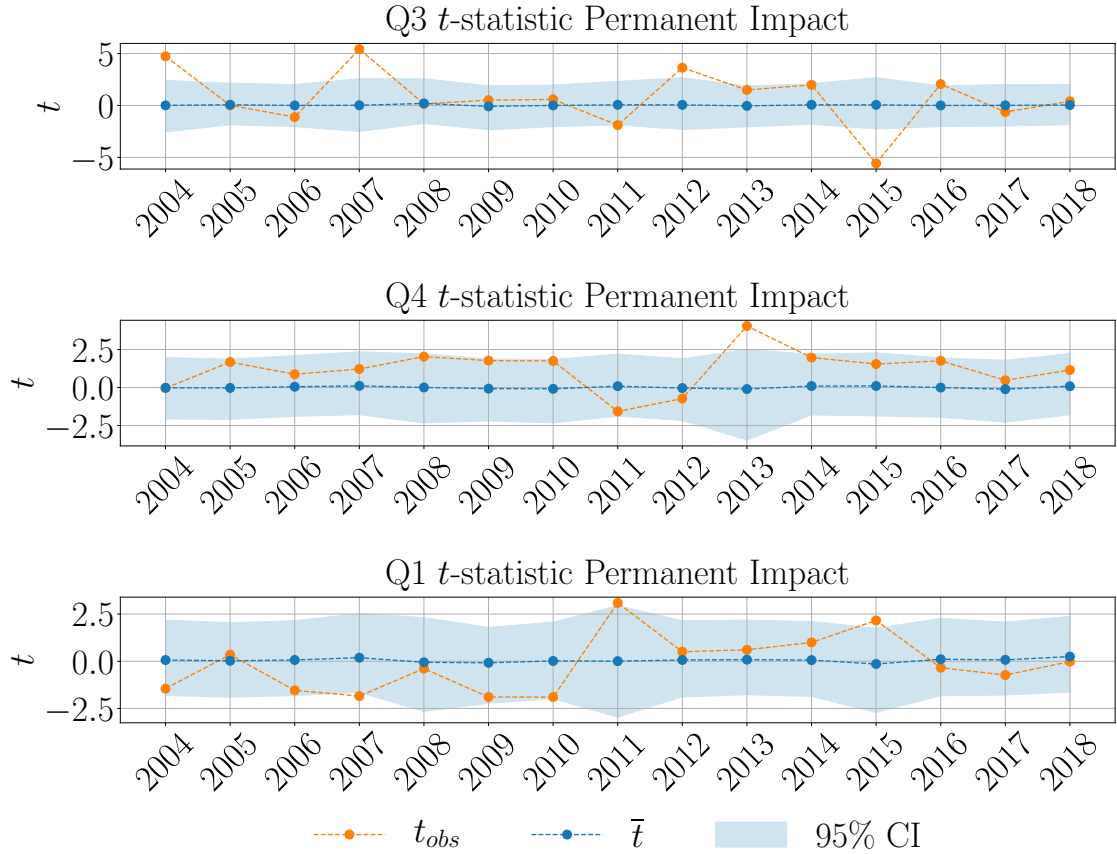 Q3 t-statistic Permanent Impact
5
0
−5
t
2004 2005 2006 2007 2008 2009 2010 2011 2012 2013 2014 2015 2016 2017 2018
Q4 t-statistic Permanent Impact
2.5
0.0
−2.5
t
2004 2005 2006 2007 2008 2009 2010 2011 2012 2013 2014 2015 2016 2017 2018
Q1 t-statistic Permanent Impact
2.5
0.0
−2.5
t
2004 2005 2006 2007 2008 2009 2010 2011 2012 2013 2014 2015 2016 2017 2018
t_obs t̄ 95% CI